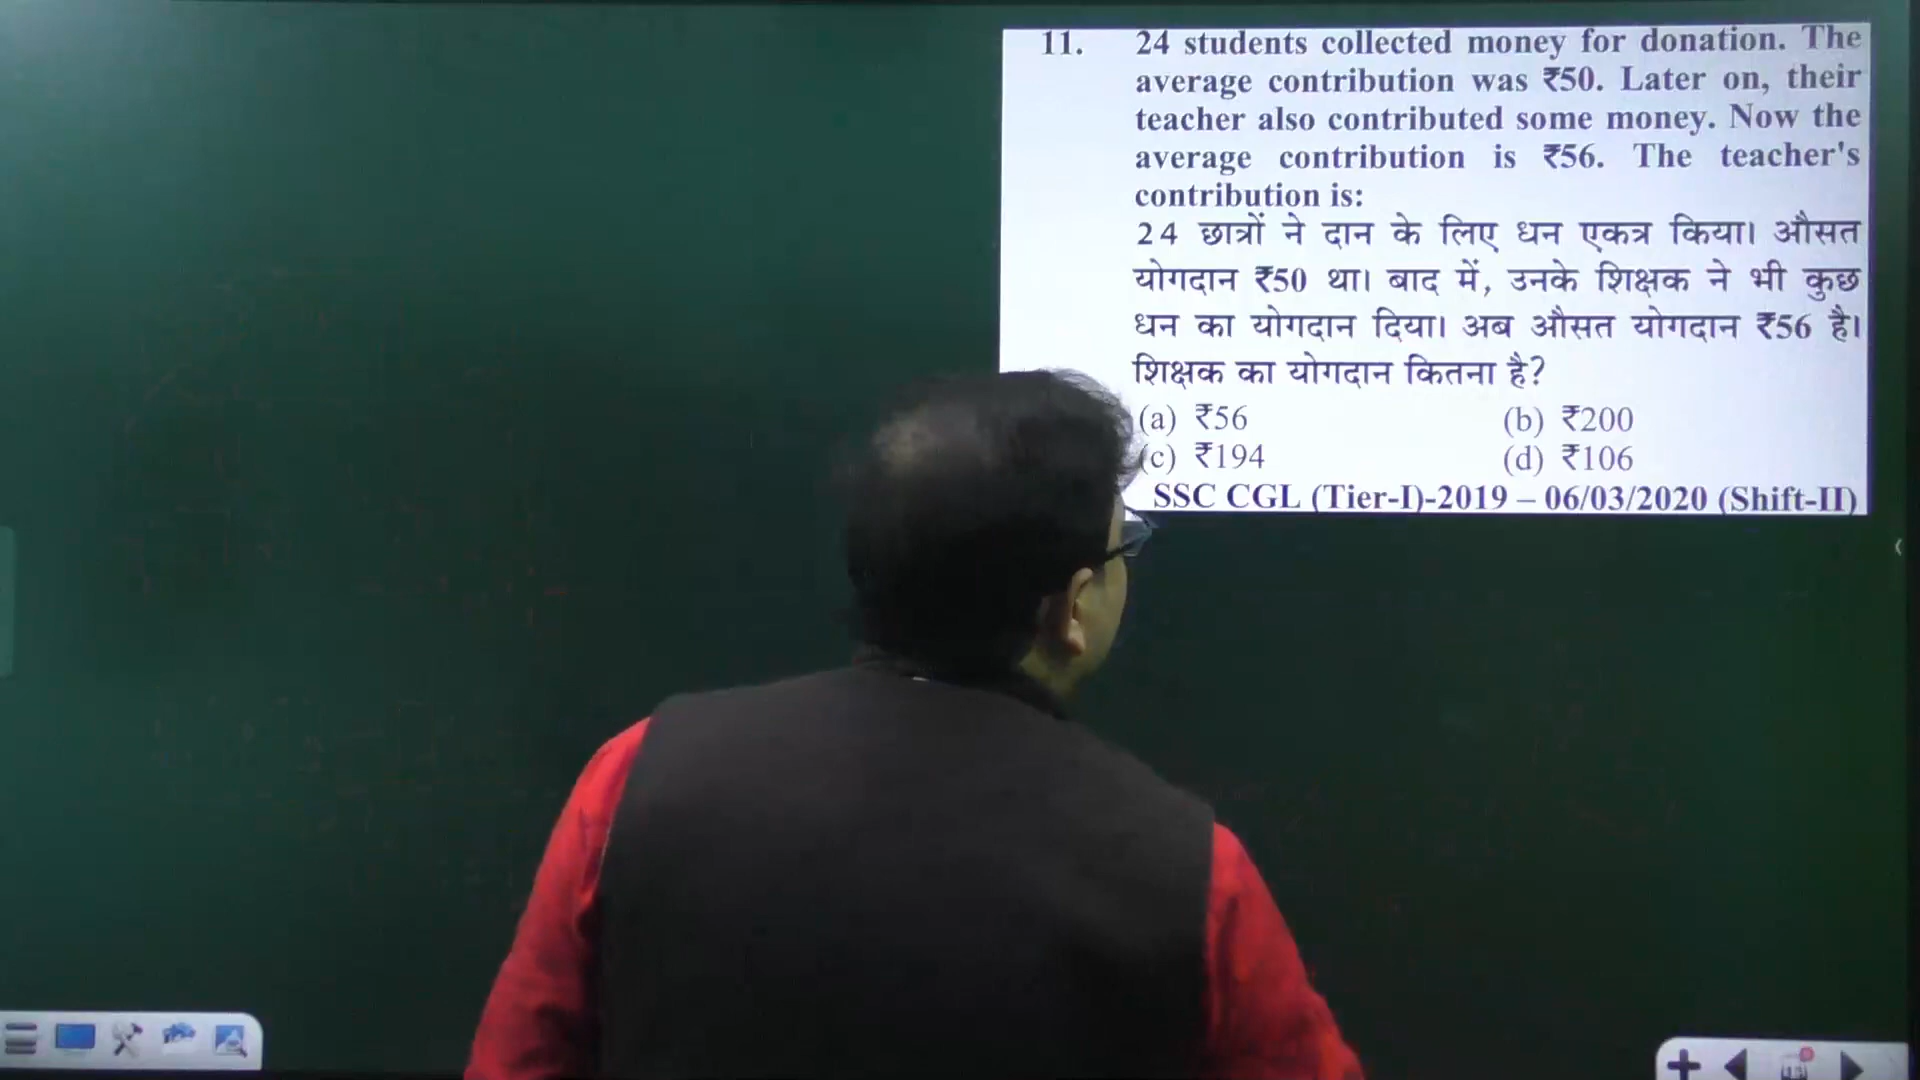 11. 24 students collected money for donation. The
average contribution was ₹50. Later on, their
teacher also contributed some money. Now the
average contribution is ₹56. The teacher's
contribution is:
24 छात्रों ने दान के लिए धन एकत्र किया। औसत
योगदान ₹50 था। बाद में, उनके शिक्षक ने भी कुछ
धन का योगदान दिया। अब औसत योगदान ₹56 है।
शिक्षक का योगदान कितना है?
(a) ₹56 (b) ₹200
(c) ₹194 (d) ₹106
SSC CGL (Tier-I)-2019 – 06/03/2020 (Shift-II)